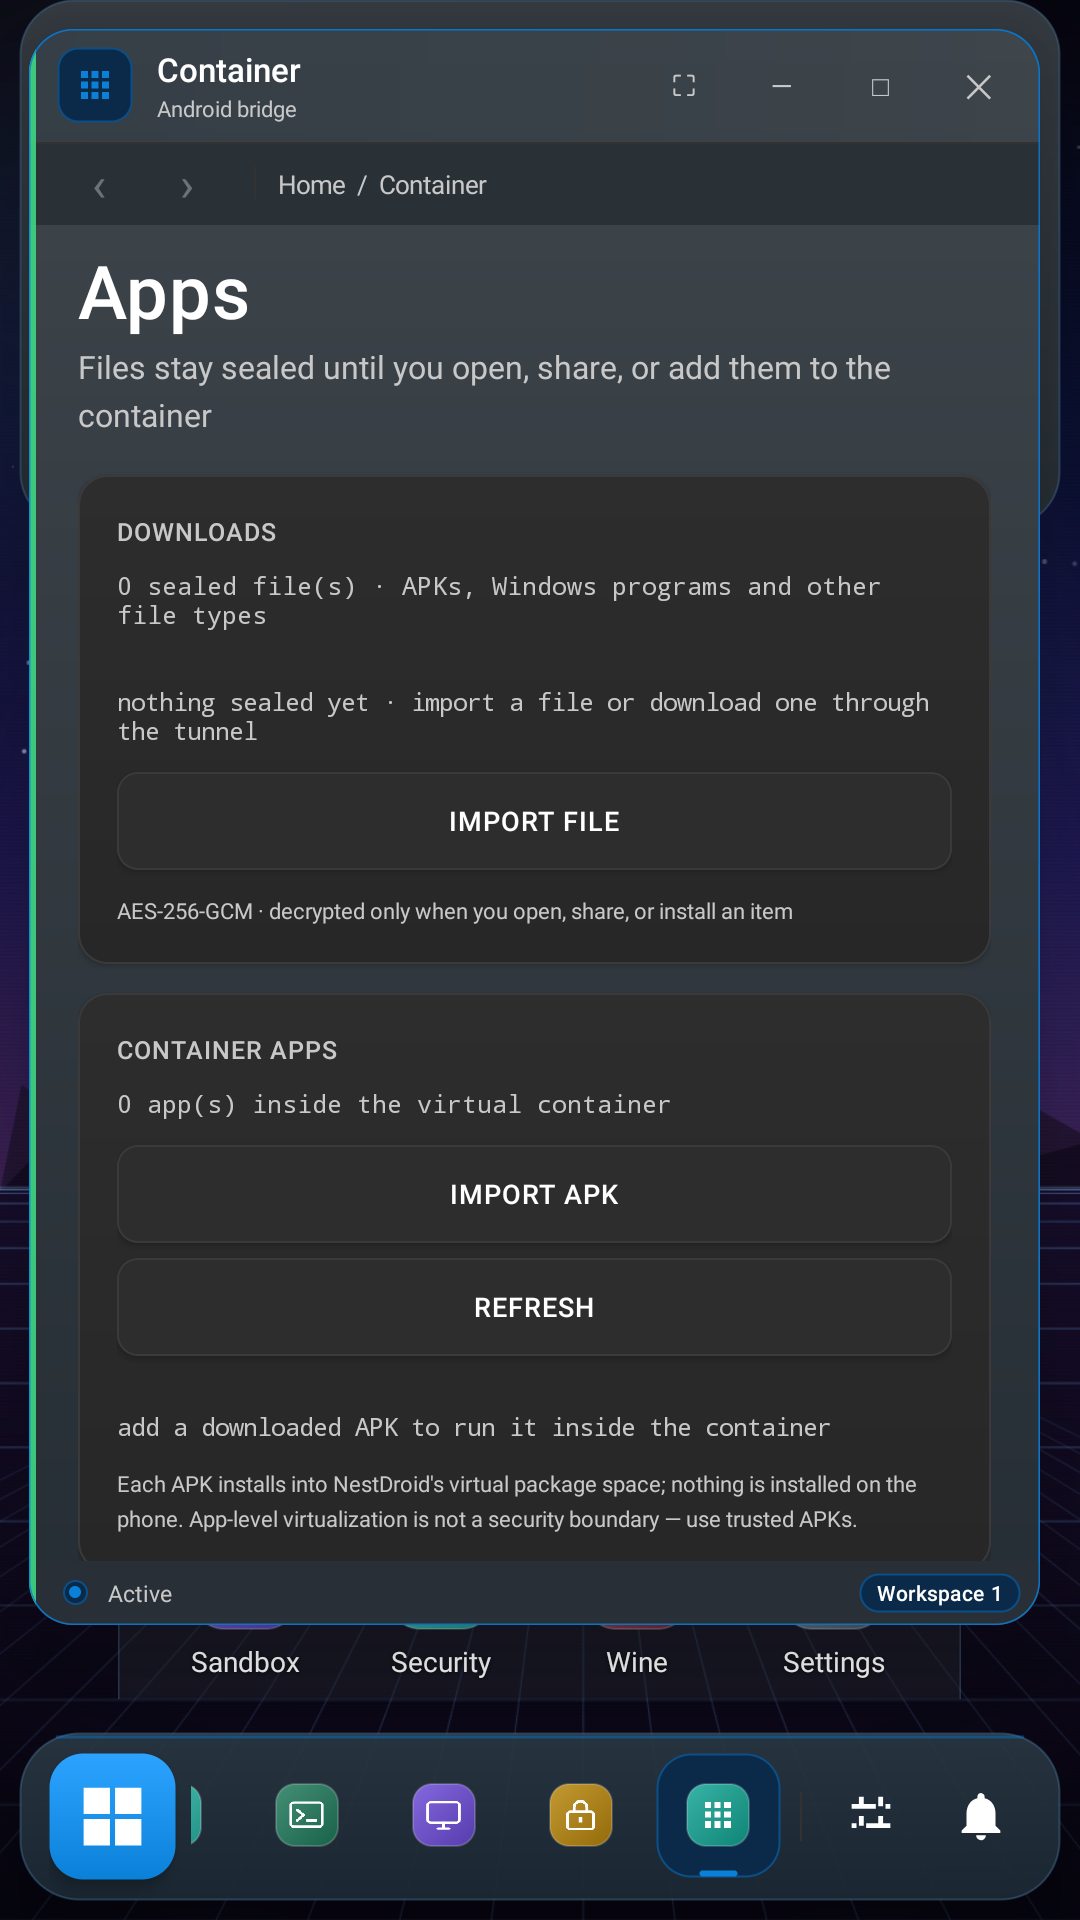 Container
Android bridge
Home / Container
Apps
Files stay sealed until you open, share, or add them to the
container
DOWNLOADS
0 sealed file(s) · APKs, Windows programs and other
file types
nothing sealed yet · import a file or download one through
the tunnel
IMPORT FILE
AES-256-GCM · decrypted only when you open, share, or install an item
CONTAINER APPS
0 app(s) inside the virtual container
IMPORT APK
REFRESH
add a downloaded APK to run it inside the container
Each APK installs into NestDroid's virtual package space; nothing is installed on the
phone. App-level virtualization is not a security boundary — use trusted APKs.
Active
Workspace 1
Sandbox
Security
Wine
Settings